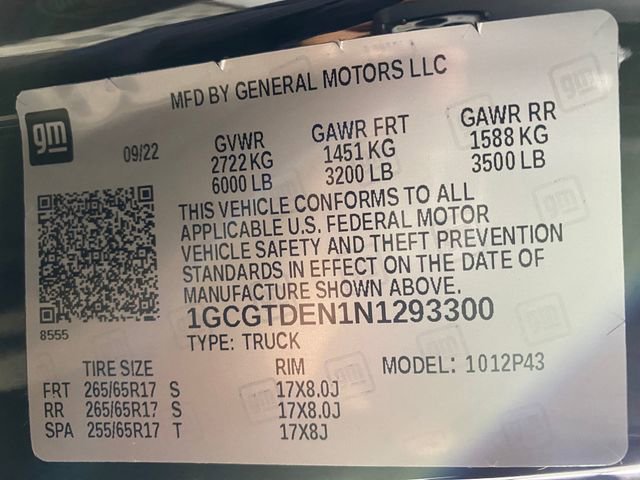 MFD BY GENERAL MOTORS LLC
gm
09/22
GVWR GAWR FRT GAWR RR
2722 KG 1451 KG 1588 KG
6000 LB 3200 LB 3500 LB
THIS VEHICLE CONFORMS TO ALL
APPLICABLE U.S. FEDERAL MOTOR
VEHICLE SAFETY AND THEFT PREVENTION
STANDARDS IN EFFECT ON THE DATE OF
MANUFACTURE SHOWN ABOVE.
8555
1GCGTDEN1N1293300
TYPE: TRUCK
TIRE SIZE RIM MODEL: 1012P43
FRT 265/65R17 S 17X8.0J
RR 265/65R17 S 17X8.0J
SPA 255/65R17 T 17X8J